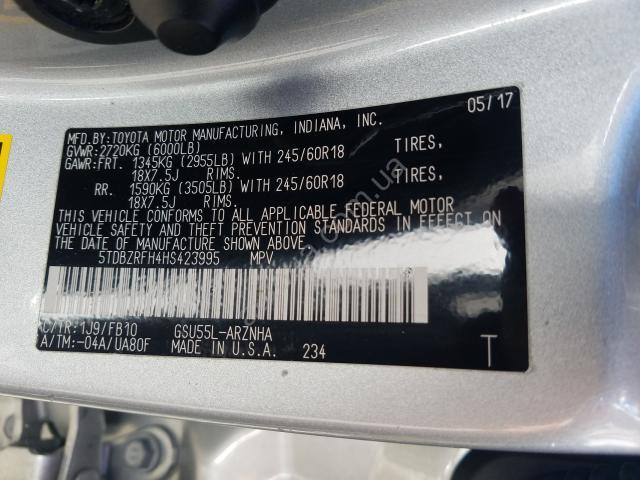 05/17
MFD.BY:TOYOTA MOTOR MANUFACTURING, INDIANA, INC.
GVWR:2720KG (6000LB)
GAWR:FRT. 1345KG (2955LB) WITH 245/60R18 TIRES,
18X7.5J RIMS.
RR. 1590KG (3505LB) WITH 245/60R18 TIRES,
18X7.5J RIMS.
THIS VEHICLE CONFORMS TO ALL APPLICABLE FEDERAL MOTOR
VEHICLE SAFETY AND THEFT PREVENTION STANDARDS IN EFFECT ON
THE DATE OF MANUFACTURE SHOWN ABOVE.
5TDBZRFH4HS423995 MPV
C/TR:1J9/FB10 GSU55L-ARZNHA
A/TM:-04A/UA80F MADE IN U.S.A. 234
T